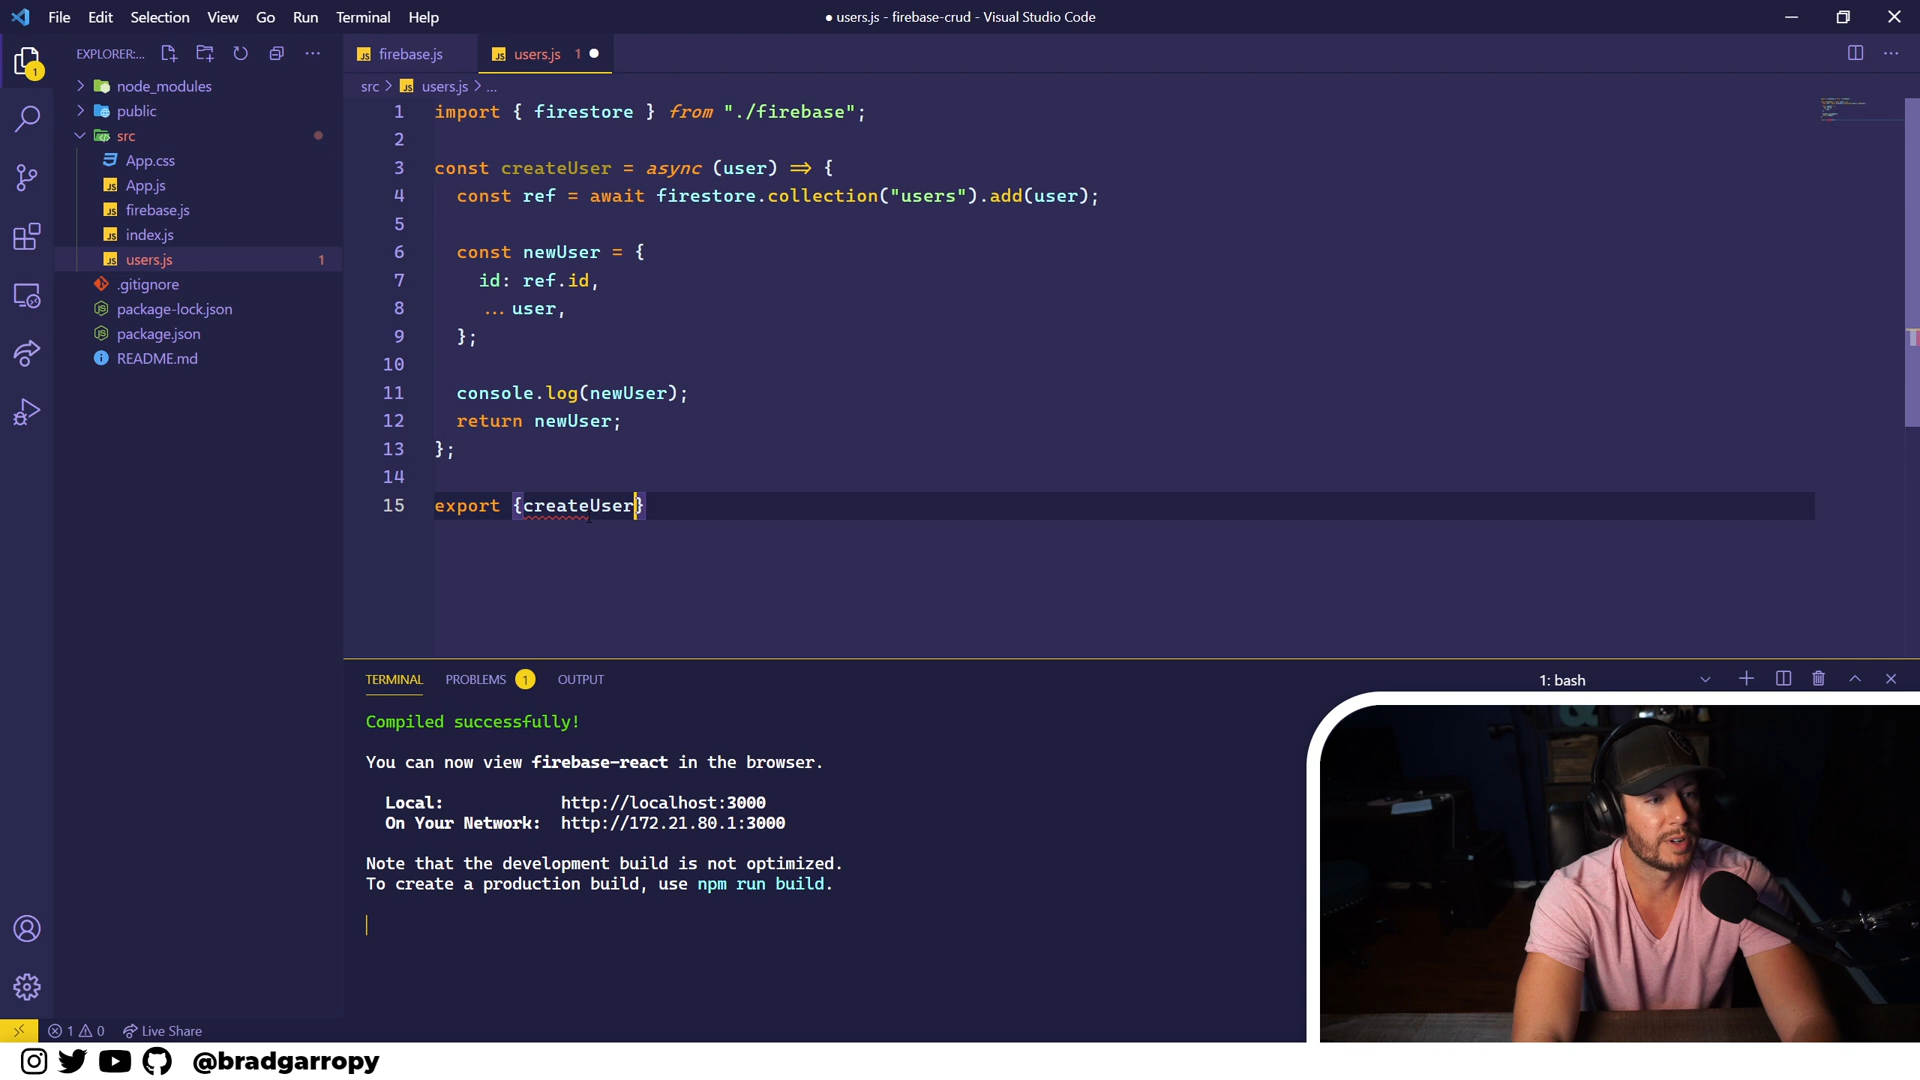 File Edit Selection View Go Run Terminal Help
● users.js - firebase-crud - Visual Studio Code
EXPLORER:...
1
node_modules
public
src
App.css
App.js
firebase.js
index.js
users.js 1
.gitignore
package-lock.json
package.json
README.md
firebase.js
users.js 1
src > users.js > ...
1 import { firestore } from "./firebase";
2
3 const createUser = async (user) => {
4 const ref = await firestore.collection("users").add(user);
5
6 const newUser = {
7 id: ref.id,
8 ...user,
9 };
10
11 console.log(newUser);
12 return newUser;
13 };
14
15 export {createUser}
TERMINAL PROBLEMS 1 OUTPUT
1: bash
Compiled successfully!
You can now view firebase-react in the browser.
Local: http://localhost:3000
On Your Network: http://172.21.80.1:3000
Note that the development build is not optimized.
To create a production build, use npm run build.
1 0 Live Share
@bradgarropy